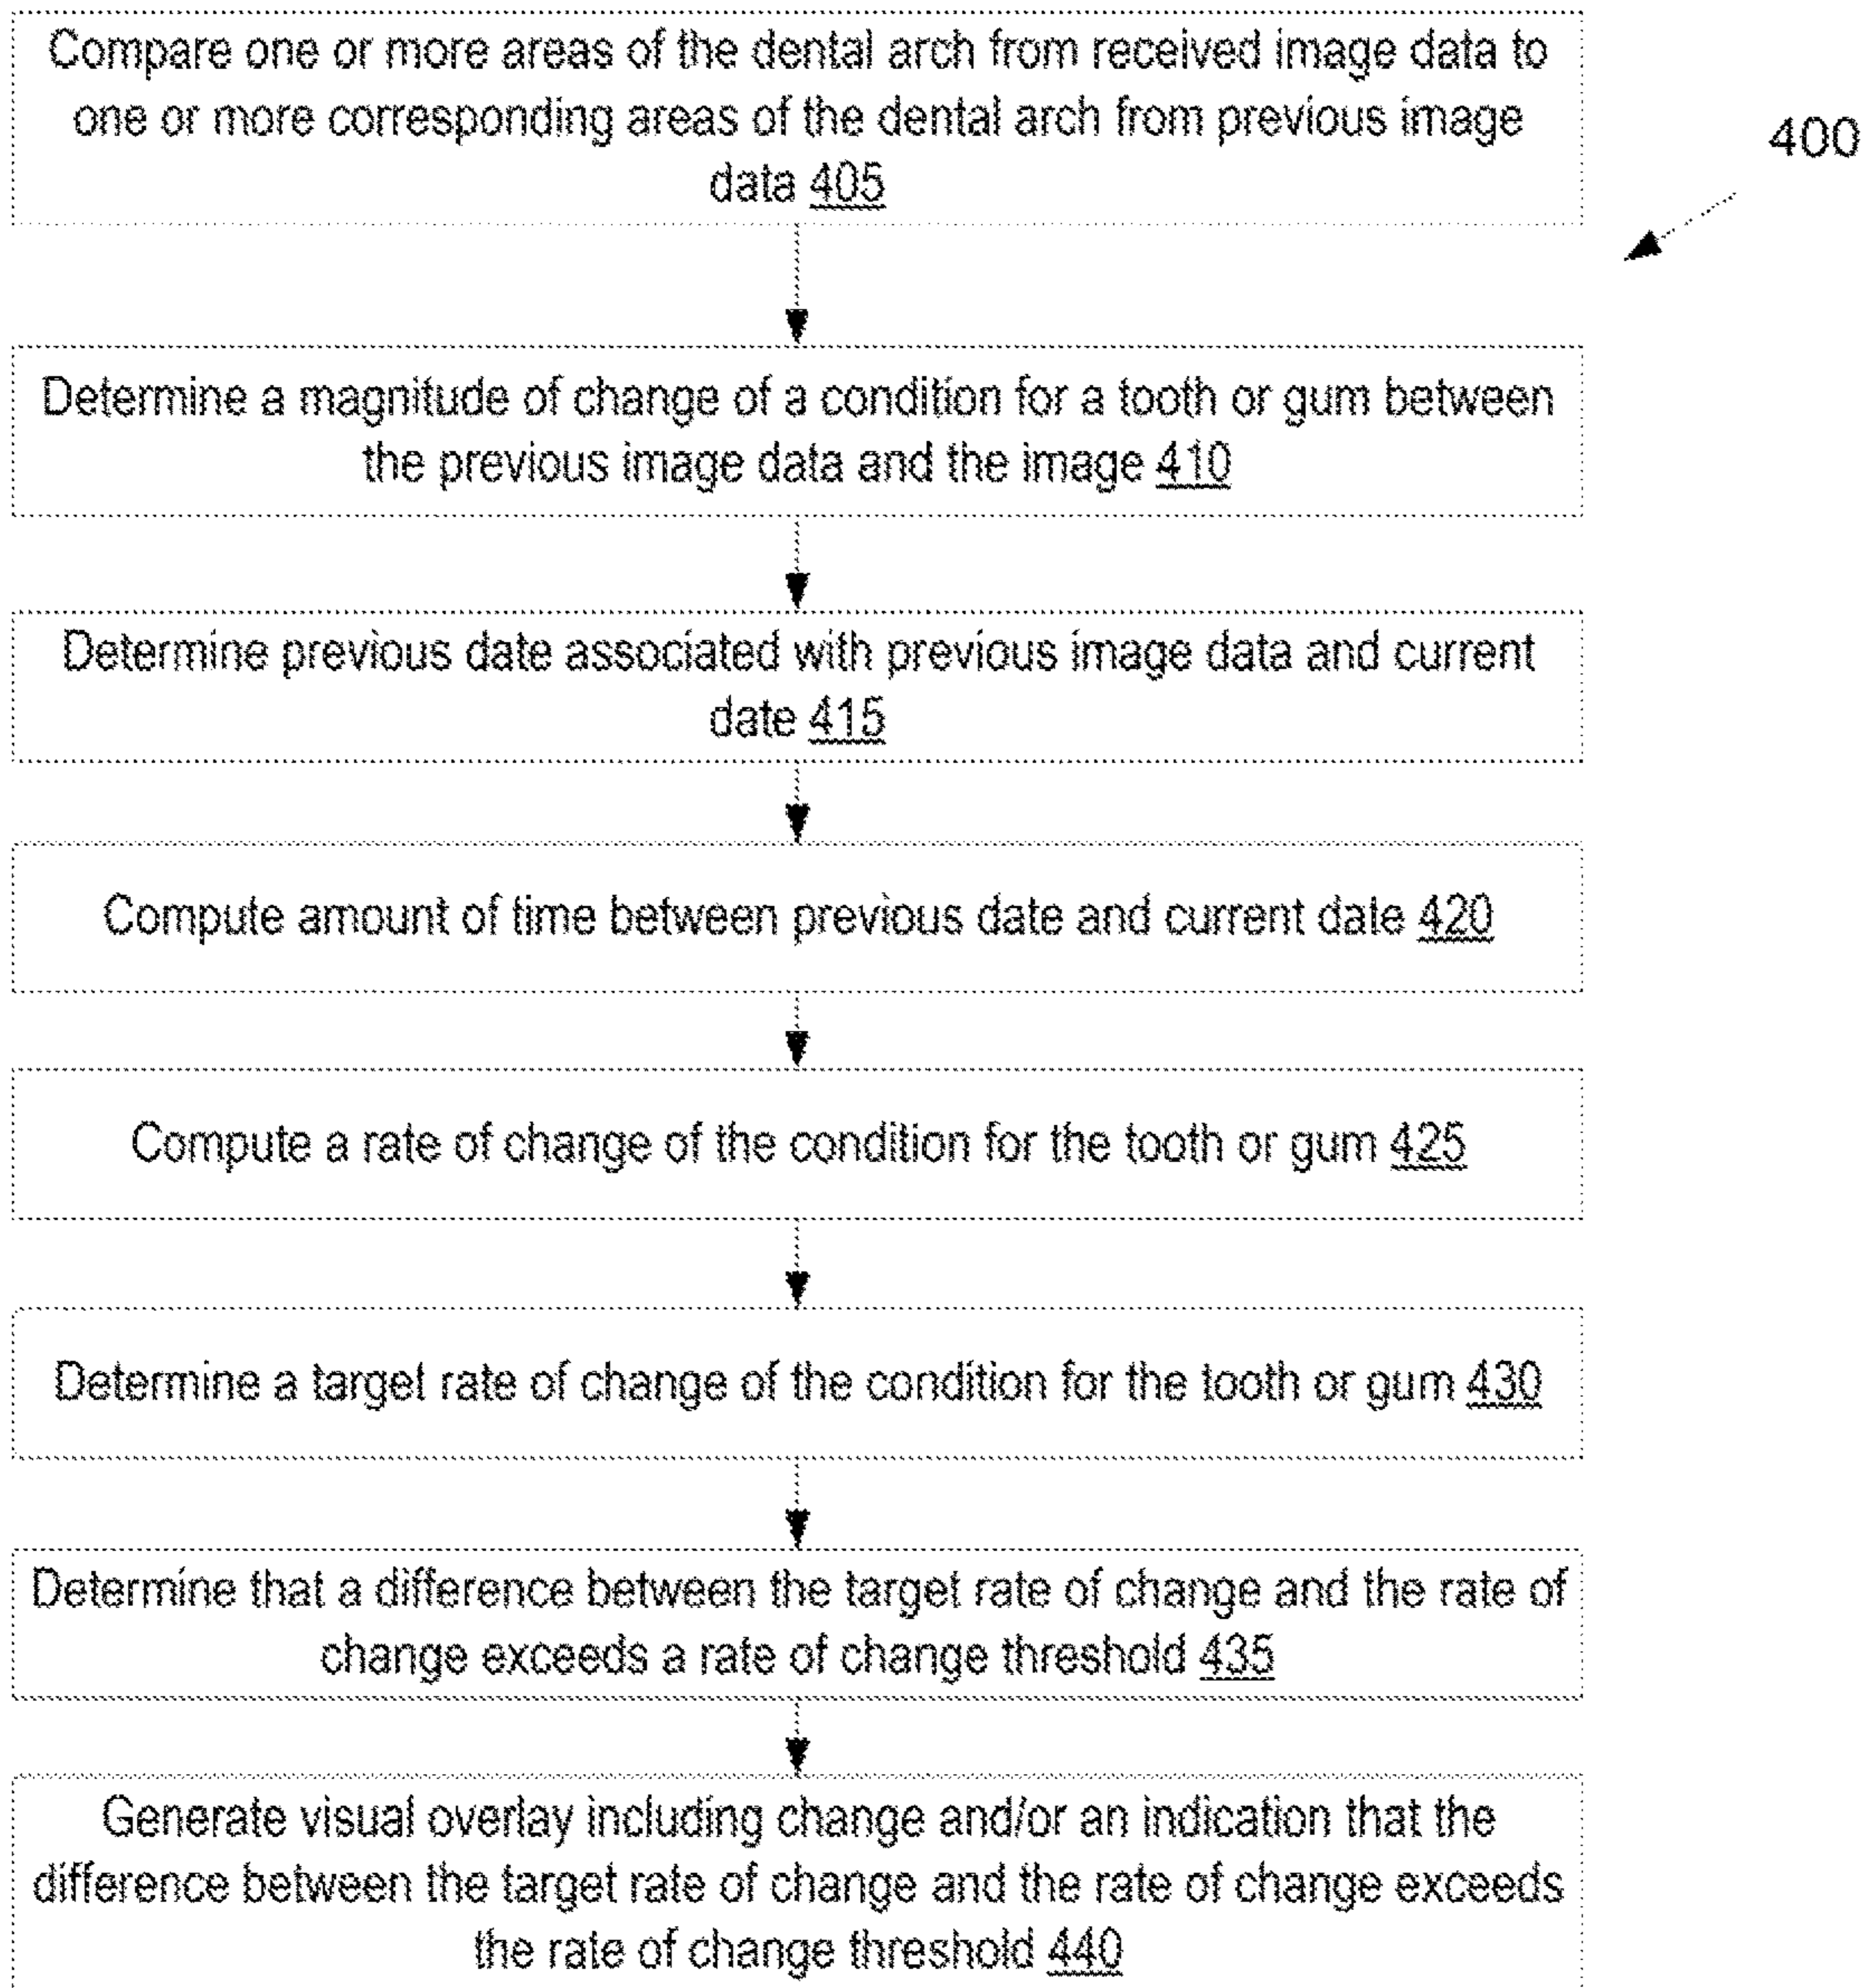 Compare one or more areas of the dental arch from received image data to
one or more corresponding areas of the dental arch from previous image
data 405
400
Determine a magnitude of change of a condition for a tooth or gum between
the previous image data and the image 410
Determine previous date associated with previous image data and current
date 415
Compute amount of time between previous date and current date 420
Compute a rate of change of the condition for the tooth or gum 425
Determine a target rate of change of the condition for the tooth or gum 430
Determine that a difference between the target rate of change and the rate of
change exceeds a rate of change threshold 435
Generate visual overlay including change and/or an indication that the
difference between the target rate of change and the rate of change exceeds
the rate of change threshold 440